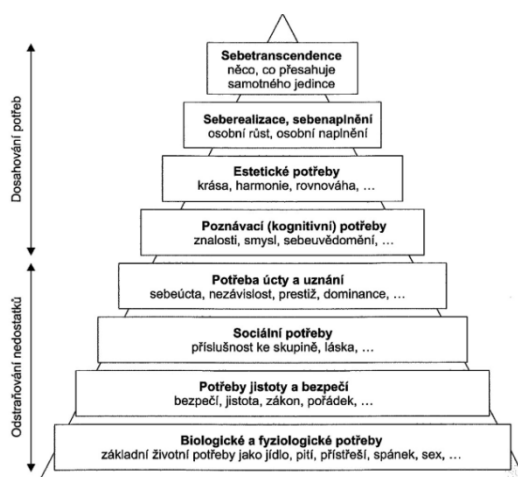 Sebetranscendence
něco, co přesahuje
samotného jedince
Seberealizace, sebenaplnění
osobní růst, osobní naplnění
Estetické potřeby
krása, harmonie, rovnováha, ...
Poznávací (kognitivní) potřeby
znalosti, smysl, sebeuvědomění, ...
Potřeba úcty a uznání
sebeúcta, nezávislost, prestiž, dominance, ...
Sociální potřeby
příslušnost ke skupině, láska, ...
Potřeby jistoty a bezpečí
bezpečí, jistota, zákon, pořádek, ...
Biologické a fyziologické potřeby
základní životní potřeby jako jídlo, pití, přístřeší, spánek, sex, ...
Dosahování potřeb
Odstraňování nedostatků